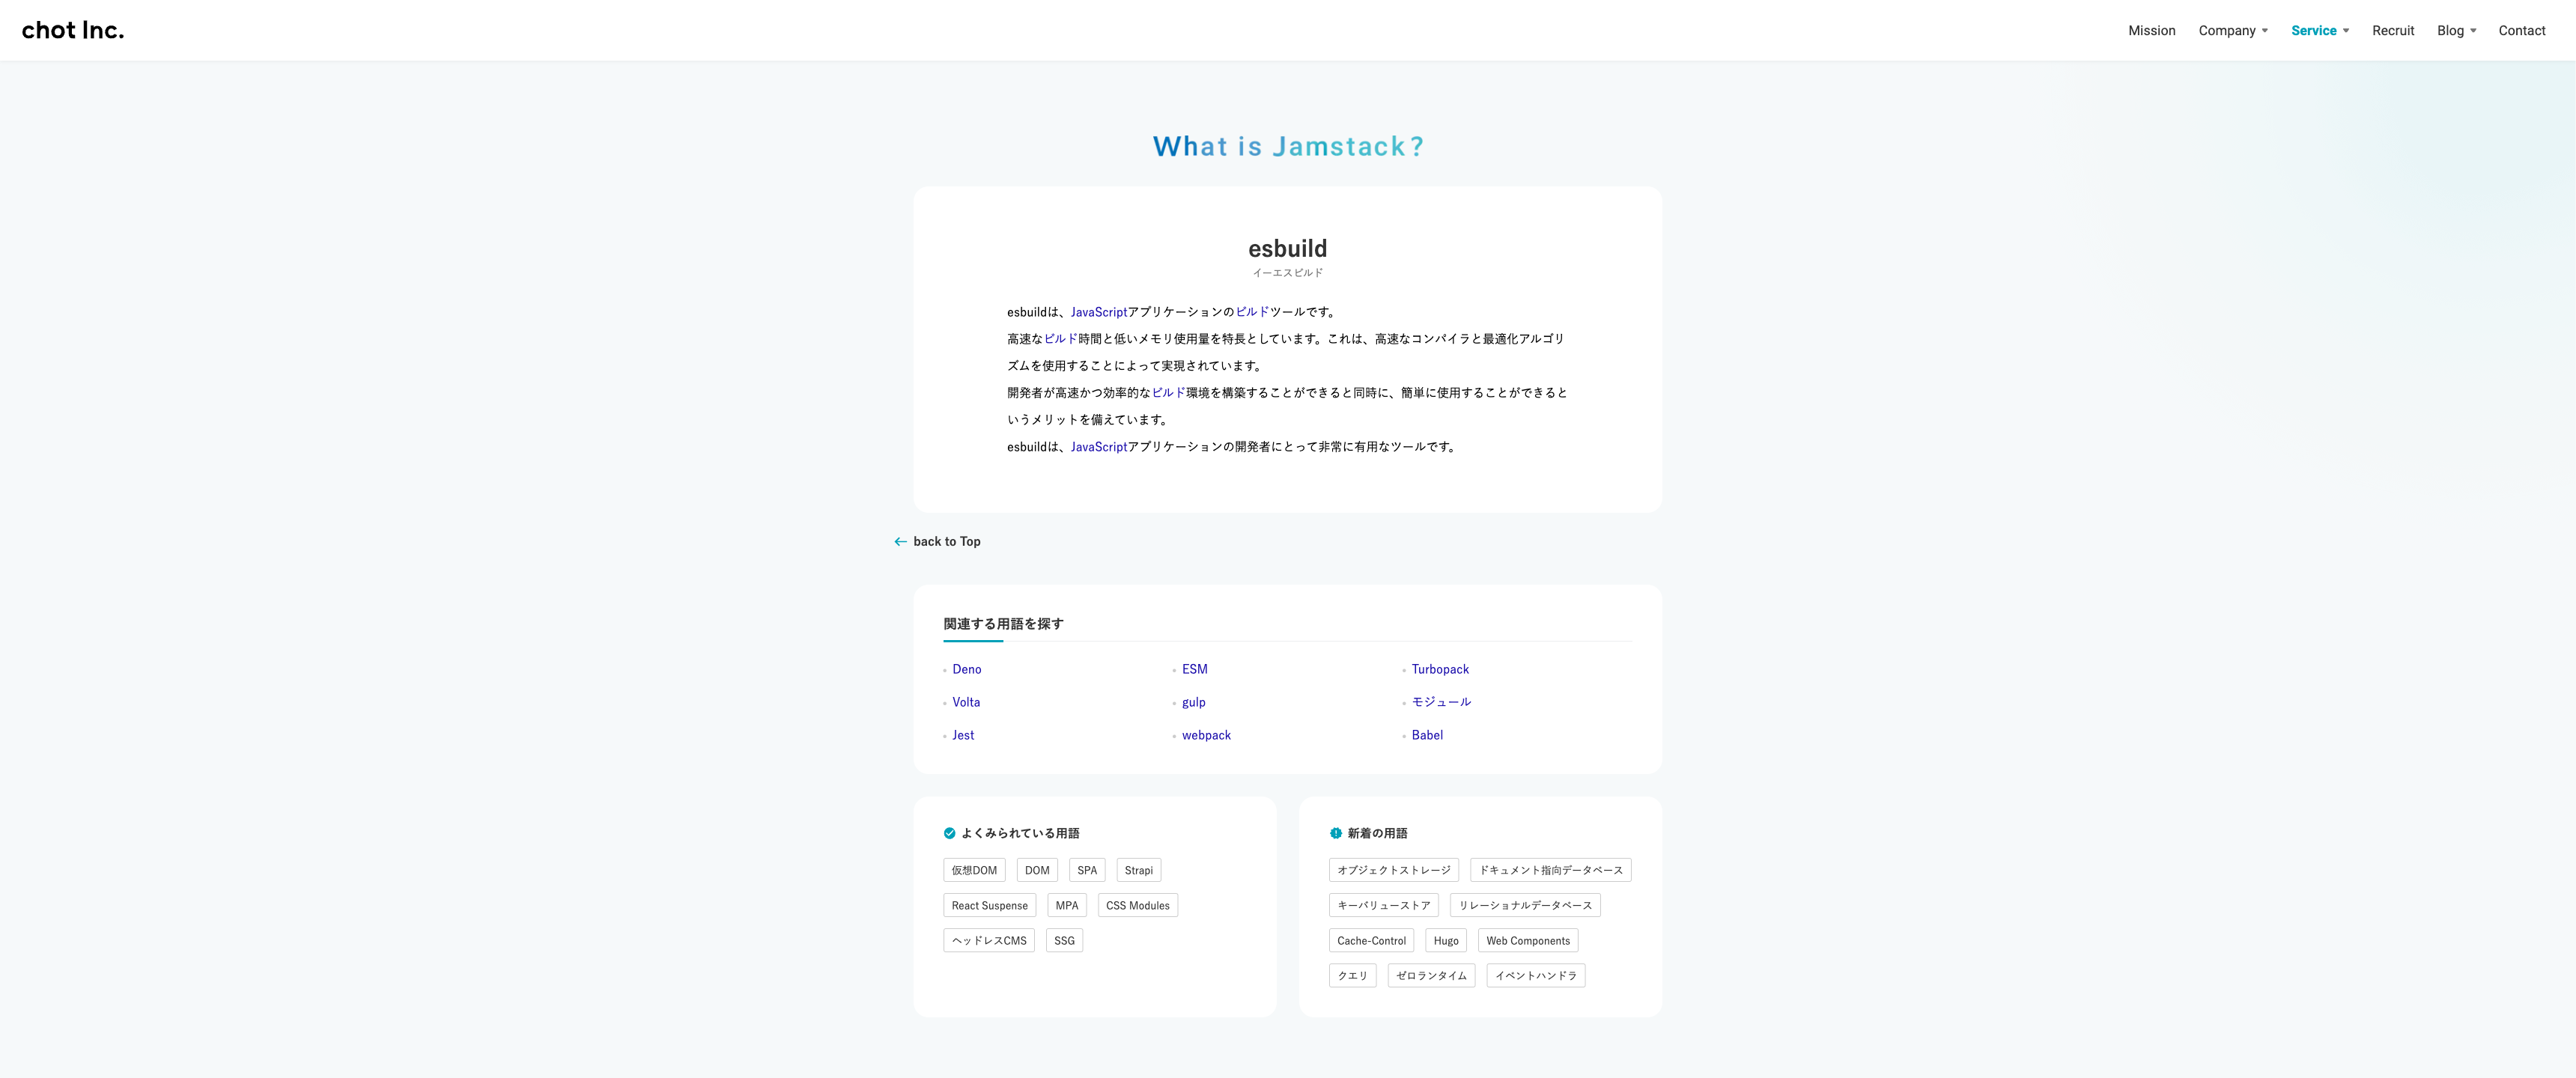 chot Inc.
Mission Company Service Recruit Blog Contact
What is Jamstack?
esbuild
イーエスビルド
esbuildは、JavaScriptアプリケーションのビルドツールです。
高速なビルド時間と低いメモリ使用量を特長としています。これは、高速なコンパイラと最適化アルゴリ
ズムを使用することによって実現されています。
開発者が高速かつ効率的なビルド環境を構築することができると同時に、簡単に使用することができると
いうメリットを備えています。
esbuildは、JavaScriptアプリケーションの開発者にとって非常に有用なツールです。
back to Top
関連する用語を探す
Deno ESM Turbopack
Volta gulp モジュール
Jest webpack Babel
よくみられている用語
仮想DOM DOM SPA Strapi
React Suspense MPA CSS Modules
ヘッドレスCMS SSG
新着の用語
オブジェクトストレージ ドキュメント指向データベース
キーバリューストア リレーショナルデータベース
Cache-Control Hugo Web Components
クエリ ゼロランタイム イベントハンドラ